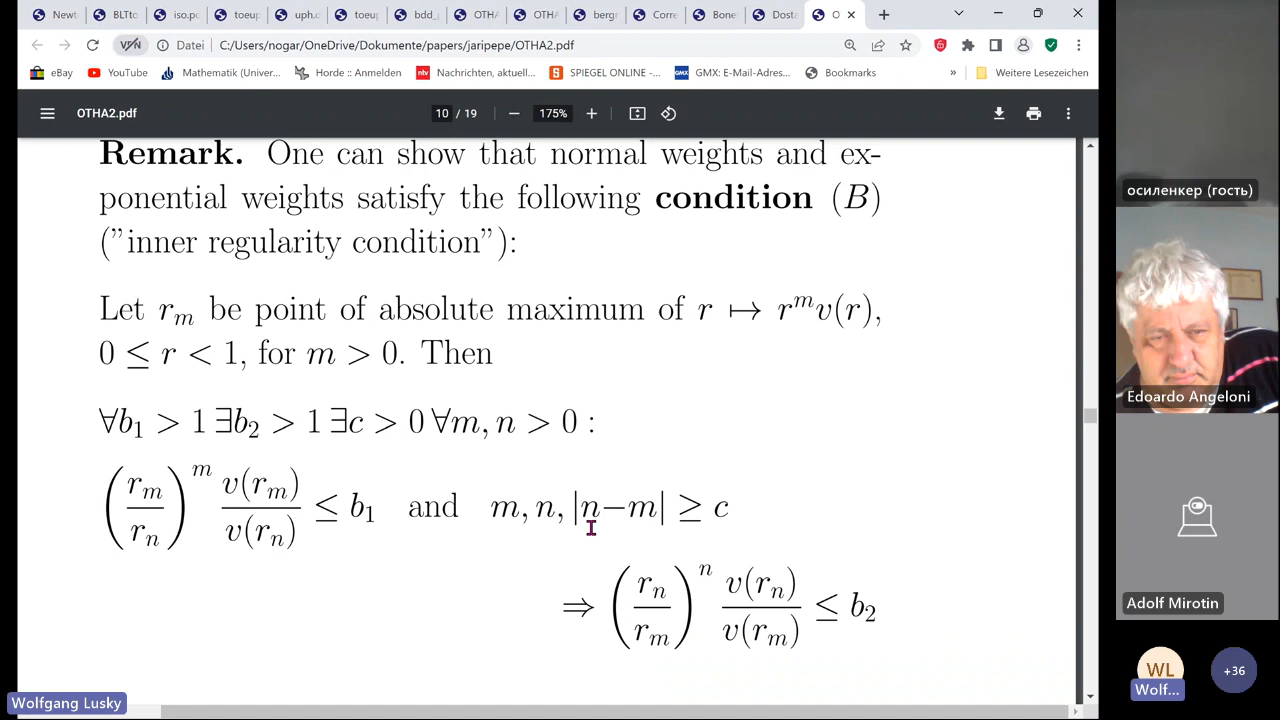 Newt
BLTto
iso.po
toeup
uph.c
toeup
bdd_
OTHA
OTHA
bergr
Corre
Bone
Dosta
O
Datei C:/Users/nogar/OneDrive/Dokumente/papers/jaripepe/OTHA2.pdf
eBay YouTube Mathematik (Univer... Horde :: Anmelden Nachrichten, aktuell... SPIEGEL ONLINE -... GMX: E-Mail-Adres... Bookmarks » Weitere Lesezeichen
OTHA2.pdf 10 / 19 175%
Remark. One can show that normal weights and ex-
ponential weights satisfy the following condition (B)
("inner regularity condition"):
Let r_m be point of absolute maximum of r ↦ r^m v(r),
0 ≤ r < 1, for m > 0. Then
∀b_1 > 1 ∃b_2 > 1 ∃c > 0 ∀m, n > 0 :
(r_m/r_n)^m v(r_m)/v(r_n) ≤ b_1 and m, n, |n−m| ≥ c
⇒ (r_n/r_m)^n v(r_n)/v(r_m) ≤ b_2
Wolfgang Lusky
осиленкер (гость)
Edoardo Angeloni
Adolf Mirotin
WL
Wolf...
+36